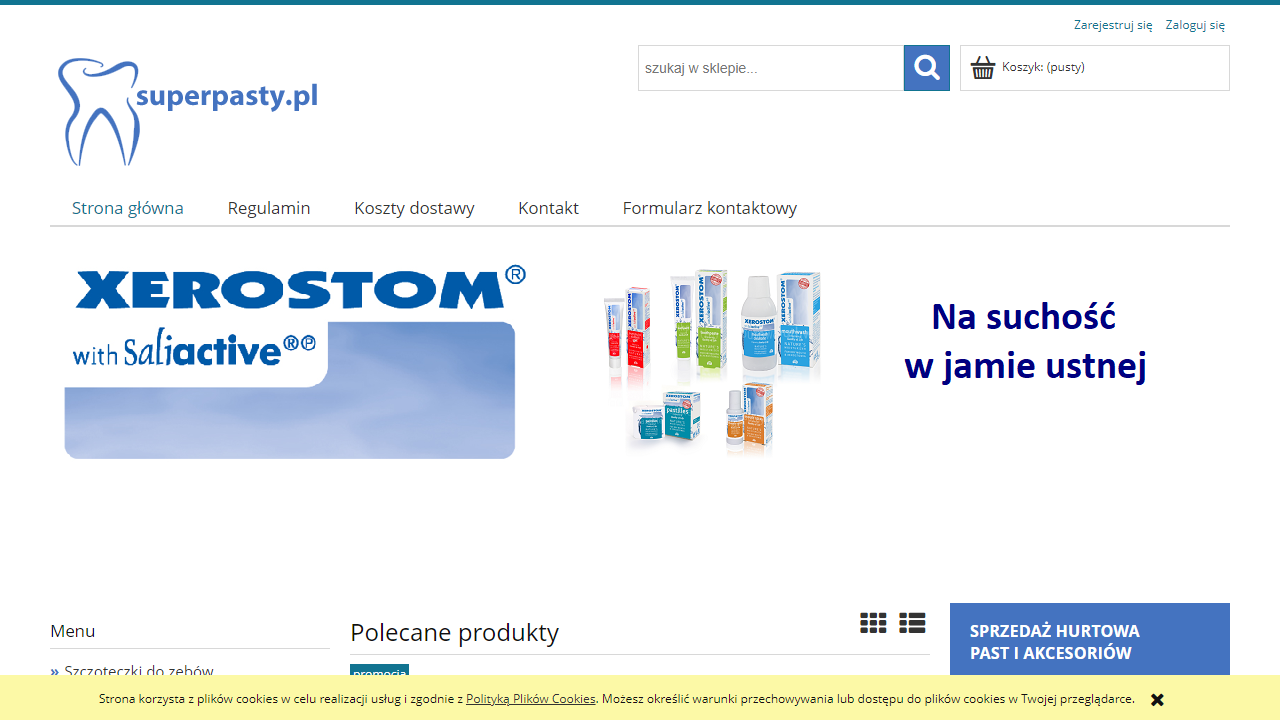 Zarejestruj się Zaloguj się
superpasty.pl
szukaj w sklepie...
Koszyk: (pusty)
Strona główna Regulamin Koszty dostawy Kontakt Formularz kontaktowy
XEROSTOM®
with Saliactive®℗
XEROSTOM
XEROSTOM
pastilles
Na suchość
w jamie ustnej
Menu
» Szczoteczki do zębów
Polecane produkty
promocja
SPRZEDAŻ HURTOWA
PAST I AKCESORIÓW
Strona korzysta z plików cookies w celu realizacji usług i zgodnie z Polityką Plików Cookies. Możesz określić warunki przechowywania lub dostępu do plików cookies w Twojej przeglądarce.